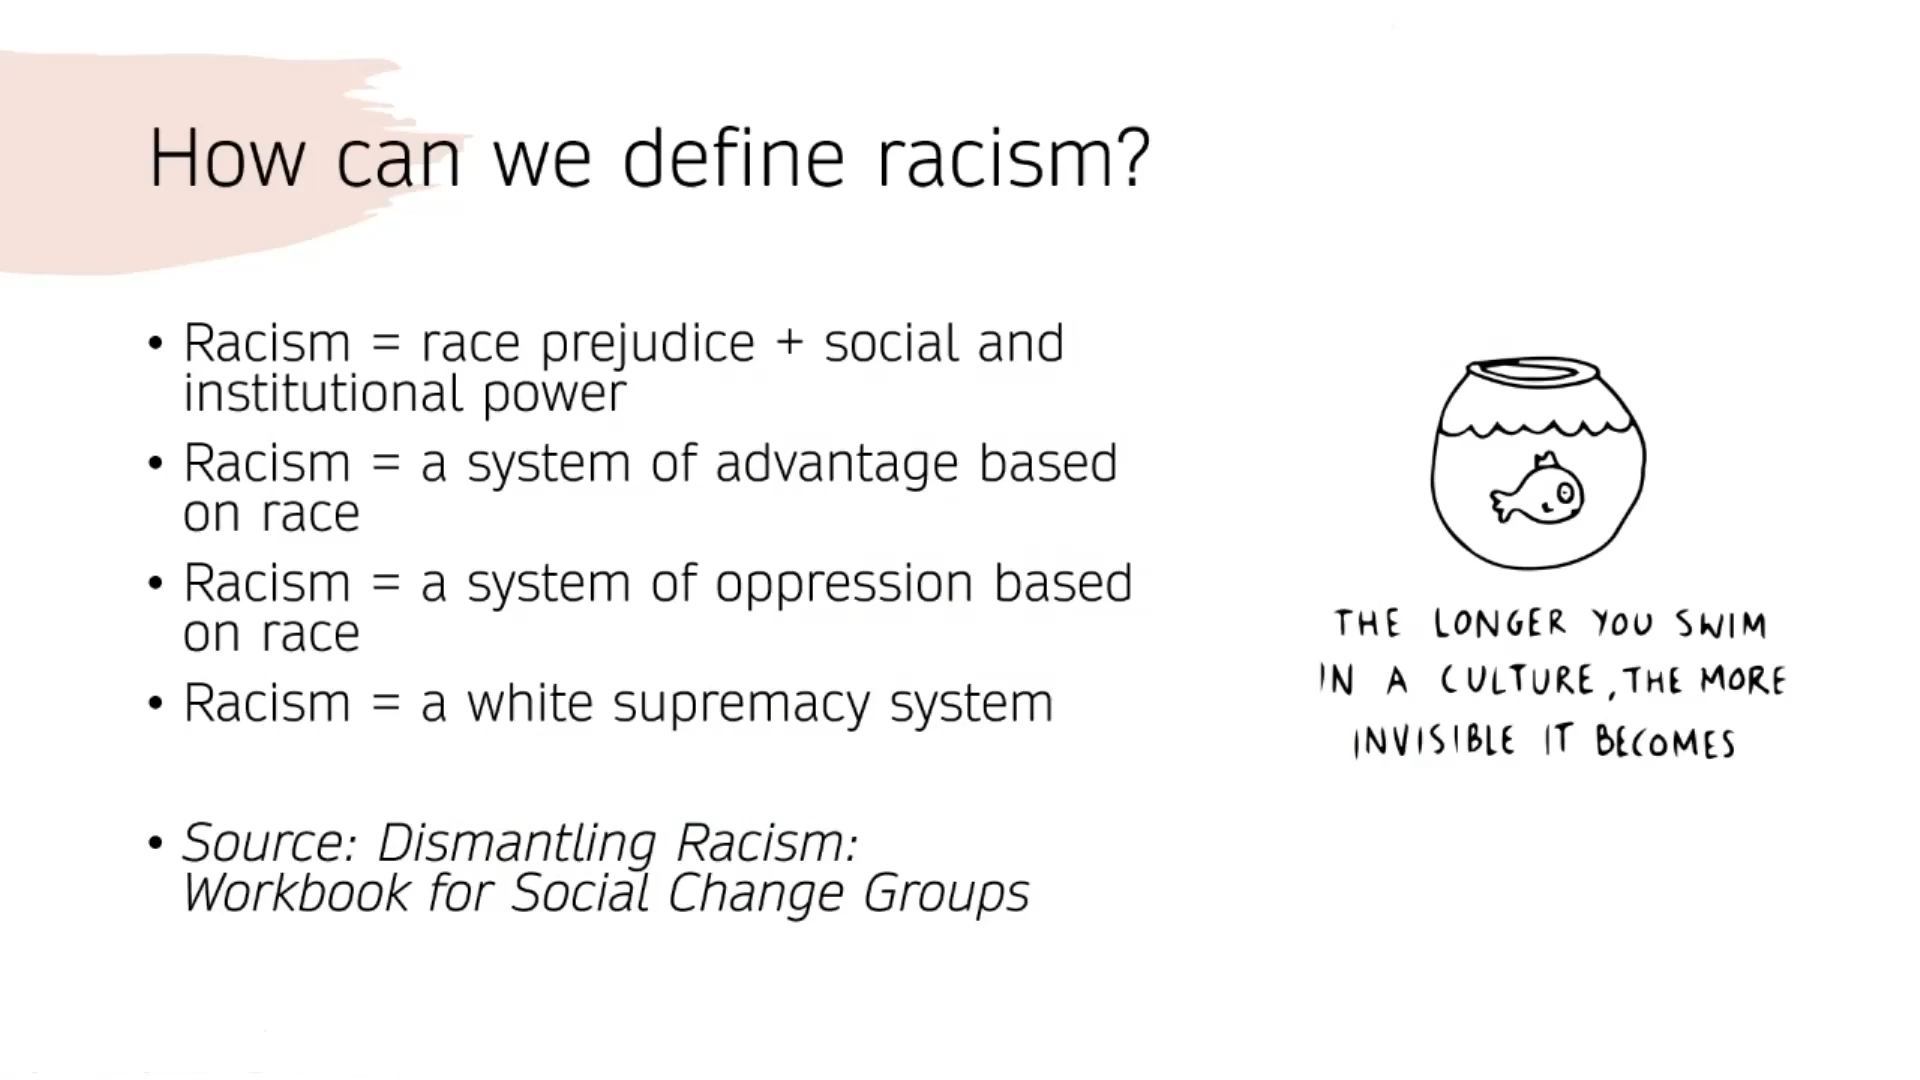 How can we define racism?
• Racism = race prejudice + social and
institutional power
• Racism = a system of advantage based
on race
• Racism = a system of oppression based
on race
• Racism = a white supremacy system
• Source: Dismantling Racism:
Workbook for Social Change Groups
THE LONGER YOU SWIM
IN A CULTURE, THE MORE
INVISIBLE IT BECOMES